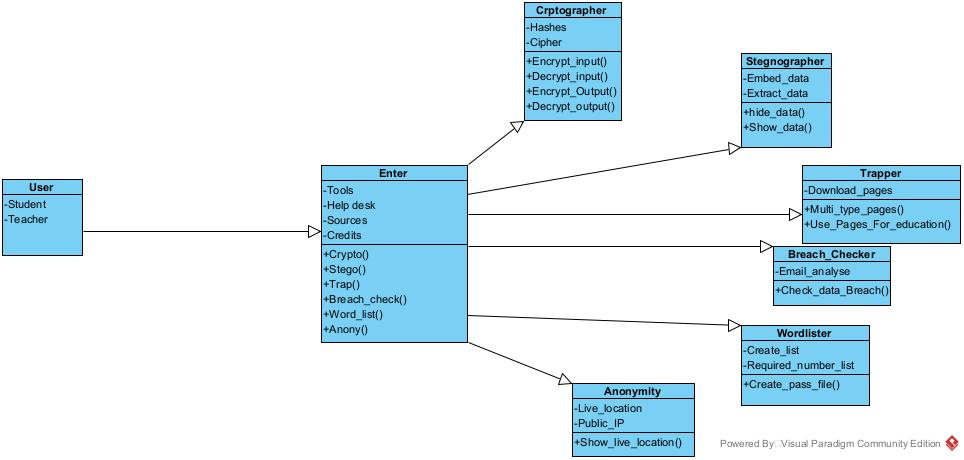 Crptographer
-Hashes
-Cipher
+Encrypt_input()
+Decrypt_input()
+Encrypt_Output()
+Decrypt_output()
Stegnographer
-Embed_data
-Extract_data
+hide_data()
+Show_data()
User
-Student
-Teacher
Enter
-Tools
-Help desk
-Sources
-Credits
+Crypto()
+Stego()
+Trap()
+Breach_check()
+Word_list()
+Anony()
Trapper
-Download_pages
+Multi_type_pages()
+Use_Pages_For_education()
Breach_Checker
-Email_analyse
+Check_data_Breach()
Wordlister
-Create_list
-Required_number_list
+Create_pass_file()
Anonymity
-Live_location
-Public_IP
+Show_live_location()
Powered By Visual Paradigm Community Edition